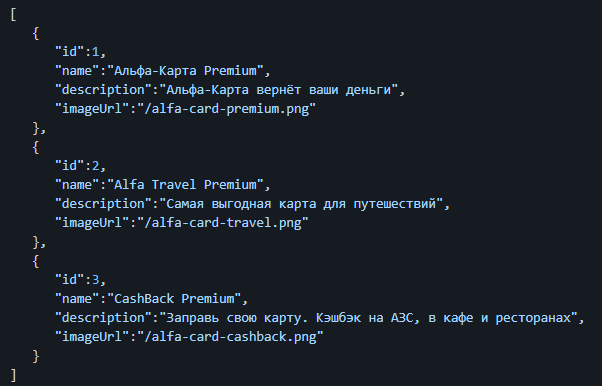 [
   {
      "id":1,
      "name":"Альфа-Карта Premium",
      "description":"Альфа-Карта вернёт ваши деньги",
      "imageUrl":"/alfa-card-premium.png"
   },
   {
      "id":2,
      "name":"Alfa Travel Premium",
      "description":"Самая выгодная карта для путешествий",
      "imageUrl":"/alfa-card-travel.png"
   },
   {
      "id":3,
      "name":"CashBack Premium",
      "description":"Заправь свою карту. Кэшбэк на АЗС, в кафе и ресторанах",
      "imageUrl":"/alfa-card-cashback.png"
   }
]